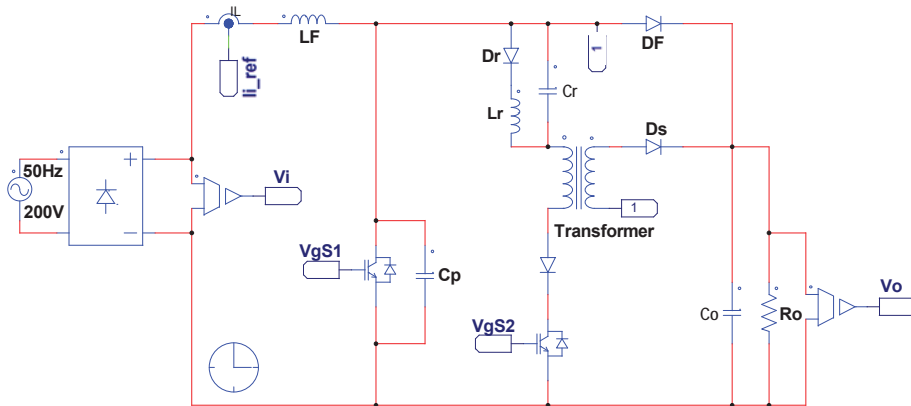 IL
LF
Ii_ref
Dr
Lr
Cr
1
DF
Ds
50Hz
200V
+
−
Vi
1
Transformer
VgS1
Cp
VgS2
Co
Ro
Vo